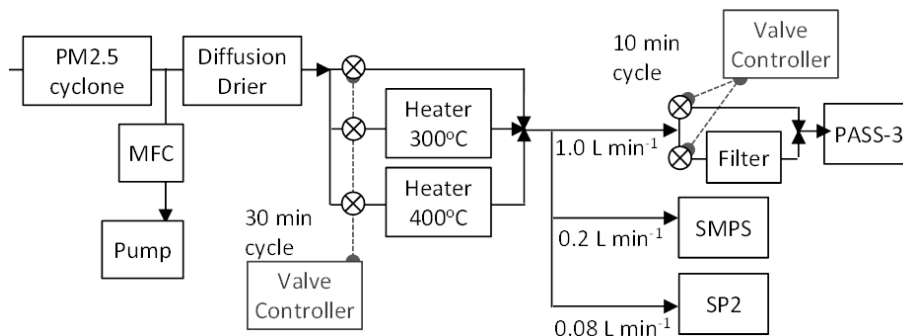 PM2.5
cyclone
Diffusion
Drier
MFC
Pump
Heater
300°C
Heater
400°C
30 min
cycle
Valve
Controller
10 min
cycle
Valve
Controller
1.0 L min⁻¹
Filter
PASS-3
0.2 L min⁻¹
SMPS
0.08 L min⁻¹
SP2